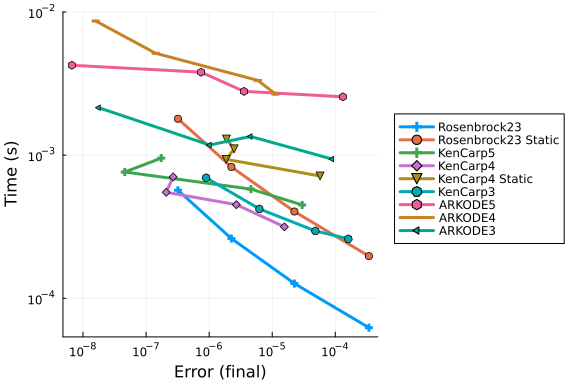 10⁻²
10⁻³
10⁻⁴
Time (s)
10⁻⁸ 10⁻⁷ 10⁻⁶ 10⁻⁵ 10⁻⁴
Error (final)
Rosenbrock23
Rosenbrock23 Static
KenCarp5
KenCarp4
KenCarp4 Static
KenCarp3
ARKODE5
ARKODE4
ARKODE3